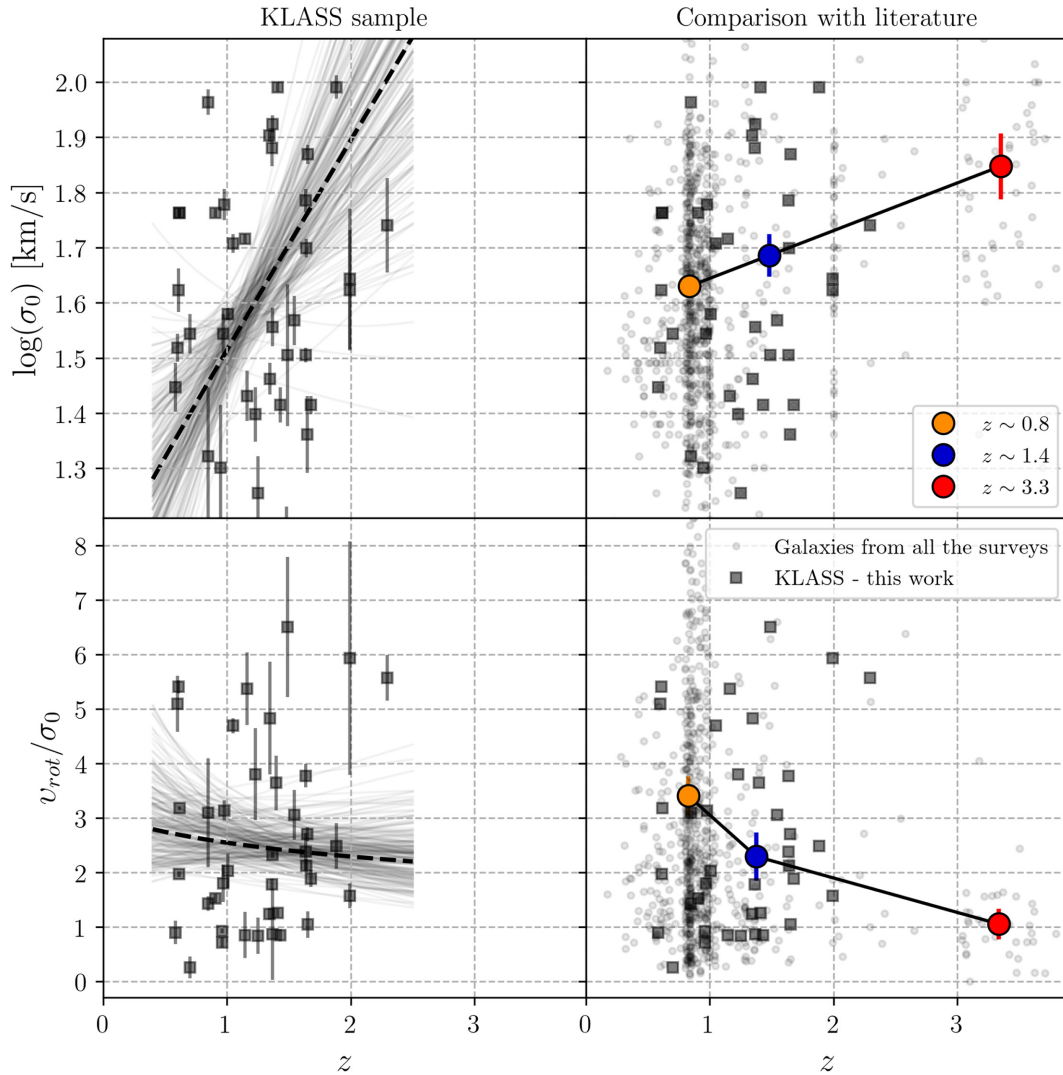 KLASS sample
Comparison with literature
log(σ₀) [km/s]
2.0
1.9
1.8
1.7
1.6
1.5
1.4
1.3
z ∼ 0.8
z ∼ 1.4
z ∼ 3.3
v_rot/σ₀
8
7
6
5
4
3
2
1
0
Galaxies from all the surveys
KLASS - this work
0 1 2 3
0 1 2 3
z
z